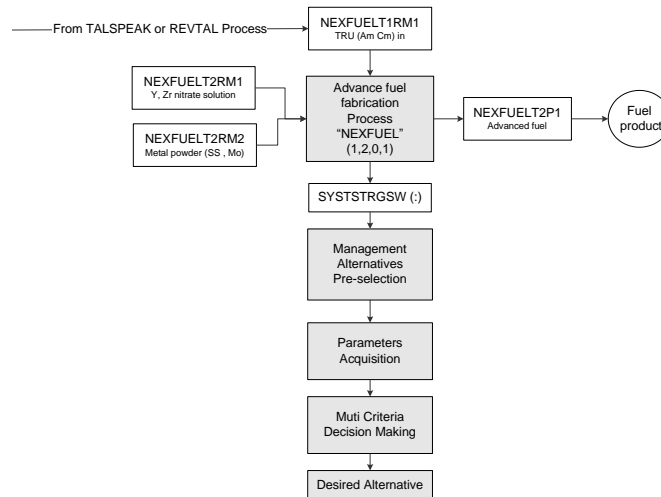 From TALSPEAK or REVTAL Process
NEXFUELT1RM1
TRU (Am Cm) in
NEXFUELT2RM1
Y, Zr nitrate solution
NEXFUELT2RM2
Metal powder (SS , Mo)
Advance fuel
fabrication
Process
“NEXFUEL”
(1,2,0,1)
NEXFUELT2P1
Advanced fuel
Fuel
product
SYSTSTRGSW (:)
Management
Alternatives
Pre-selection
Parameters
Acquisition
Muti Criteria
Decision Making
Desired Alternative